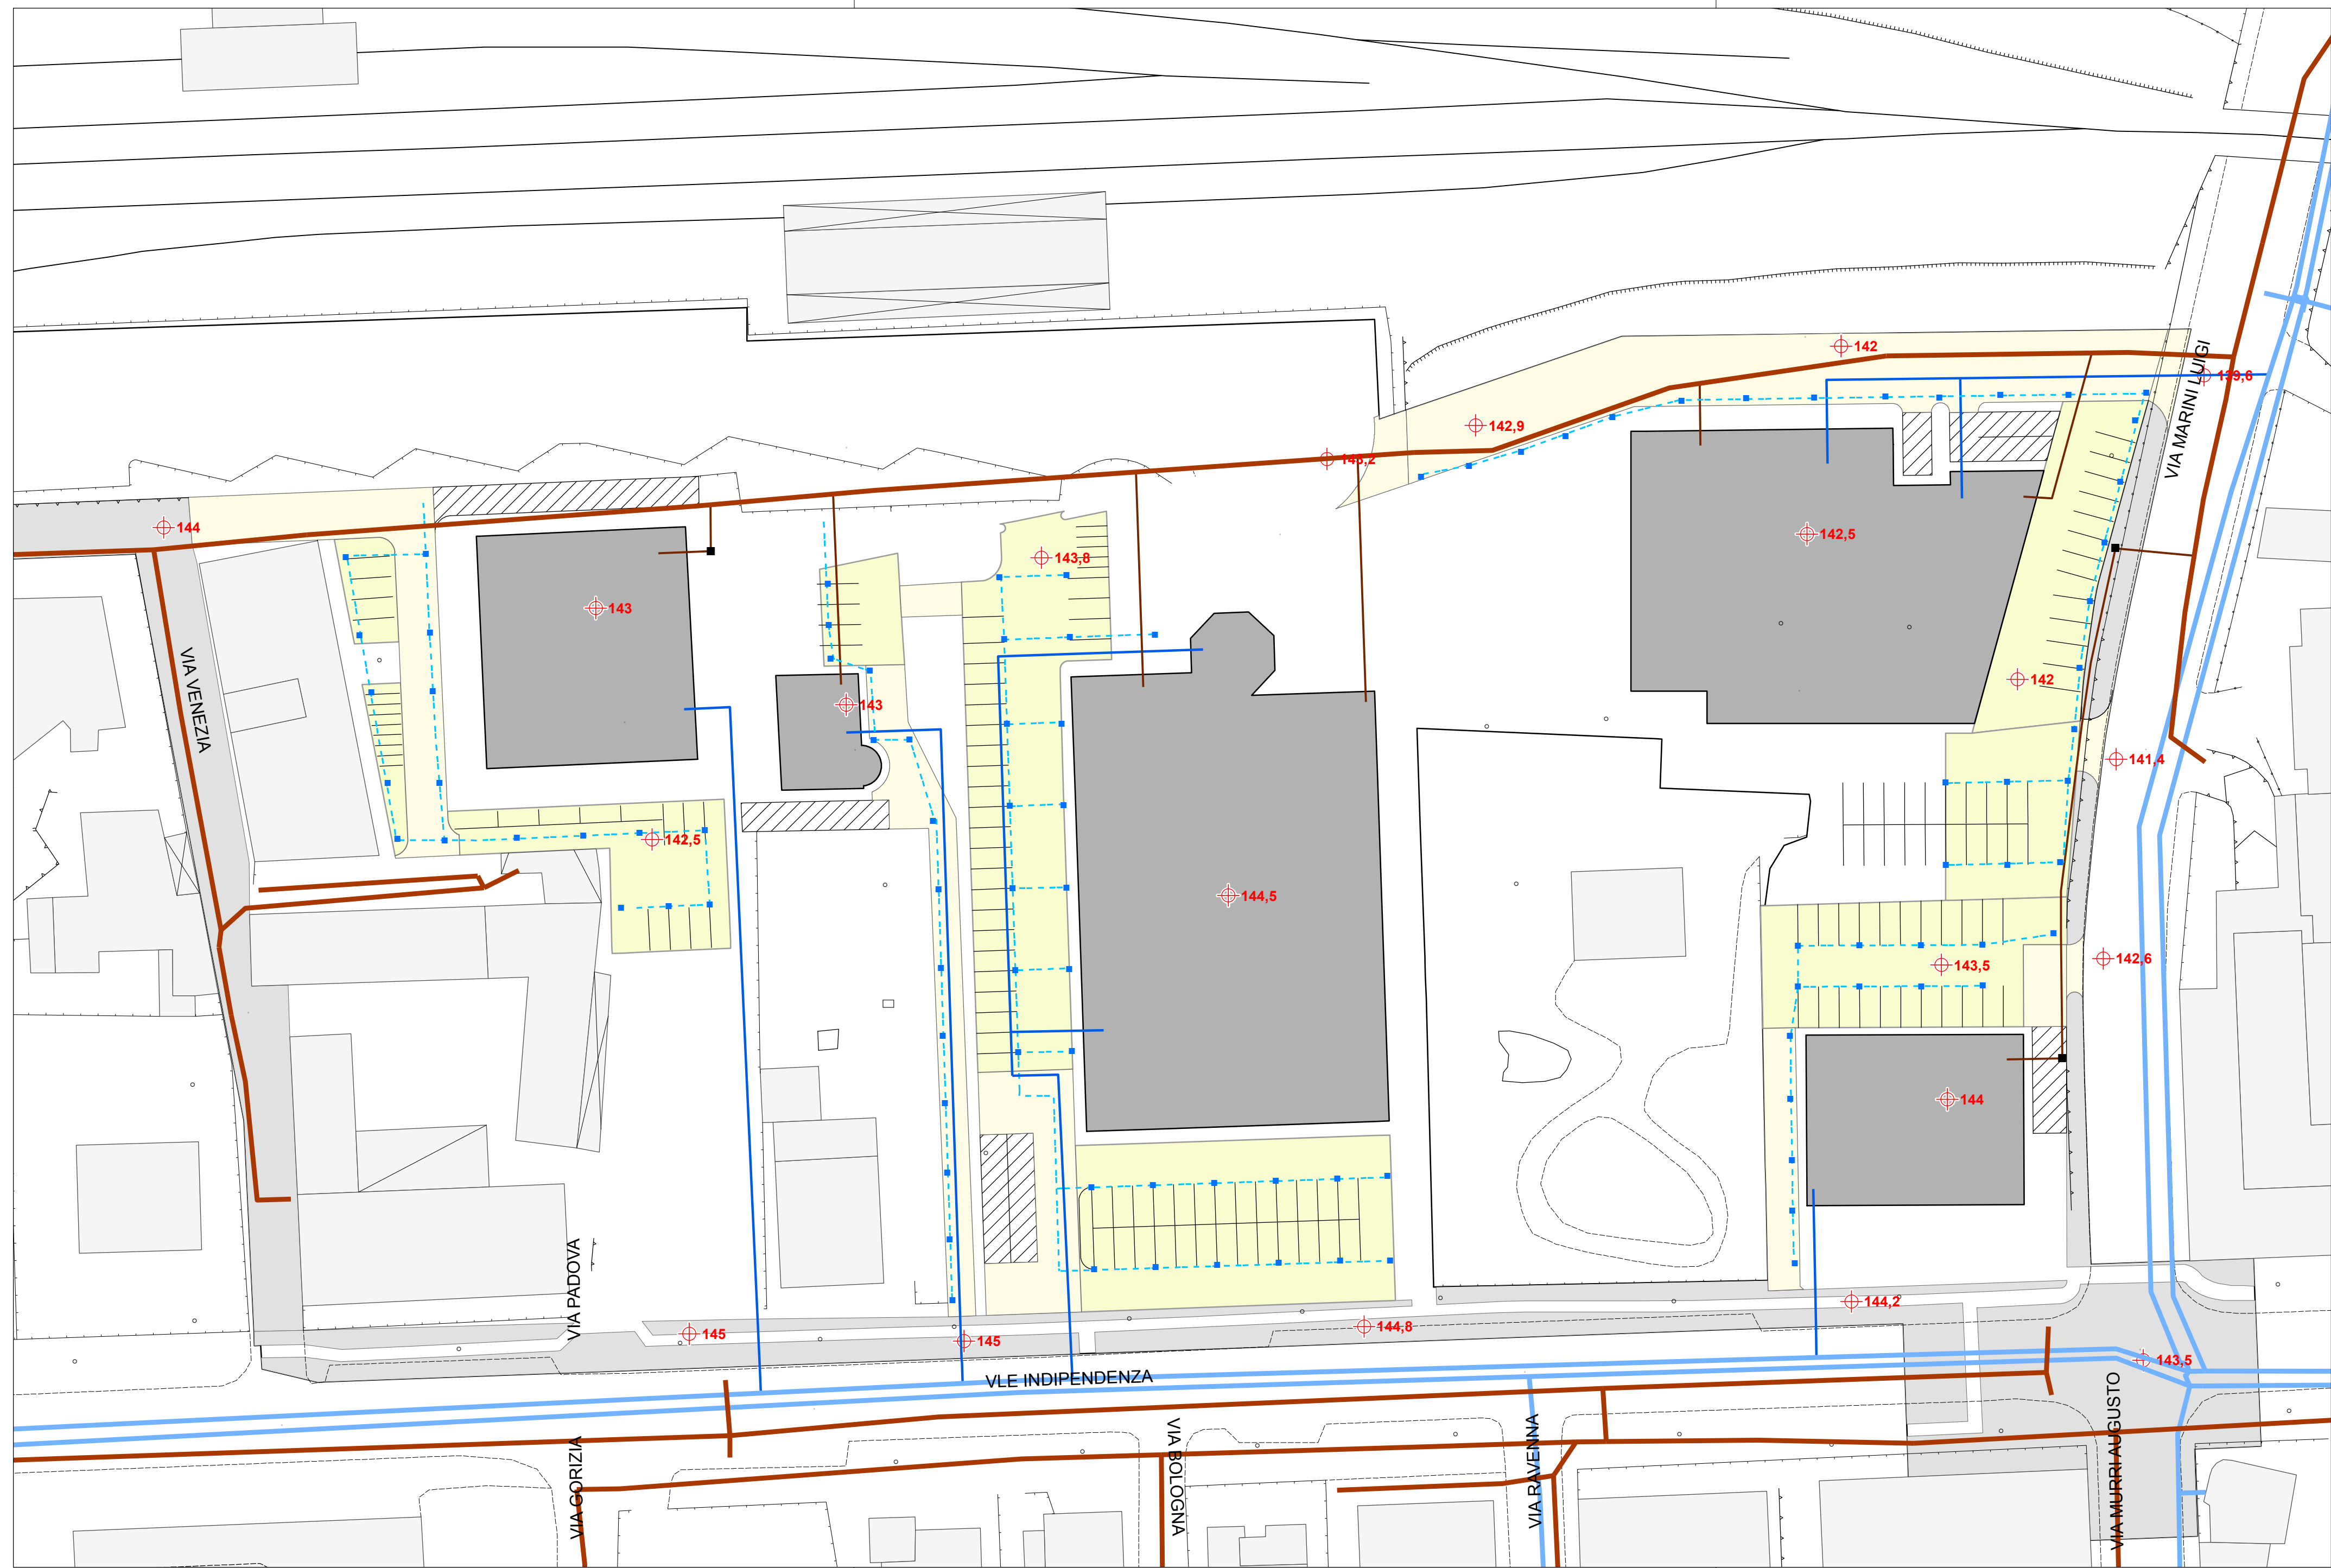 142
139,6
VIA MARINI LUIGI
142,9
143,2
144
142,5
143,8
143
VIA VENEZIA
142
143
141,4
142,5
144,5
142,6
143,5
144
VIA PADOVA
144,2
144,8
145
145
143,5
VLE INDIPENDENZA
VIA GORIZIA
VIA BOLOGNA
VIA RAVENNA
VIA MURRI AUGUSTO